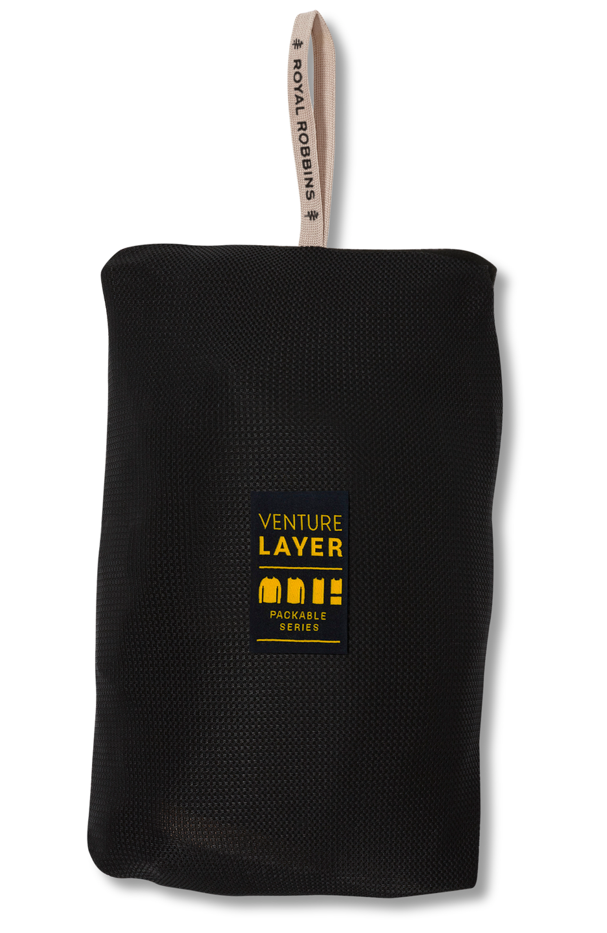 ROYAL ROBBINS
VENTURE
LAYER
PACKABLE
SERIES